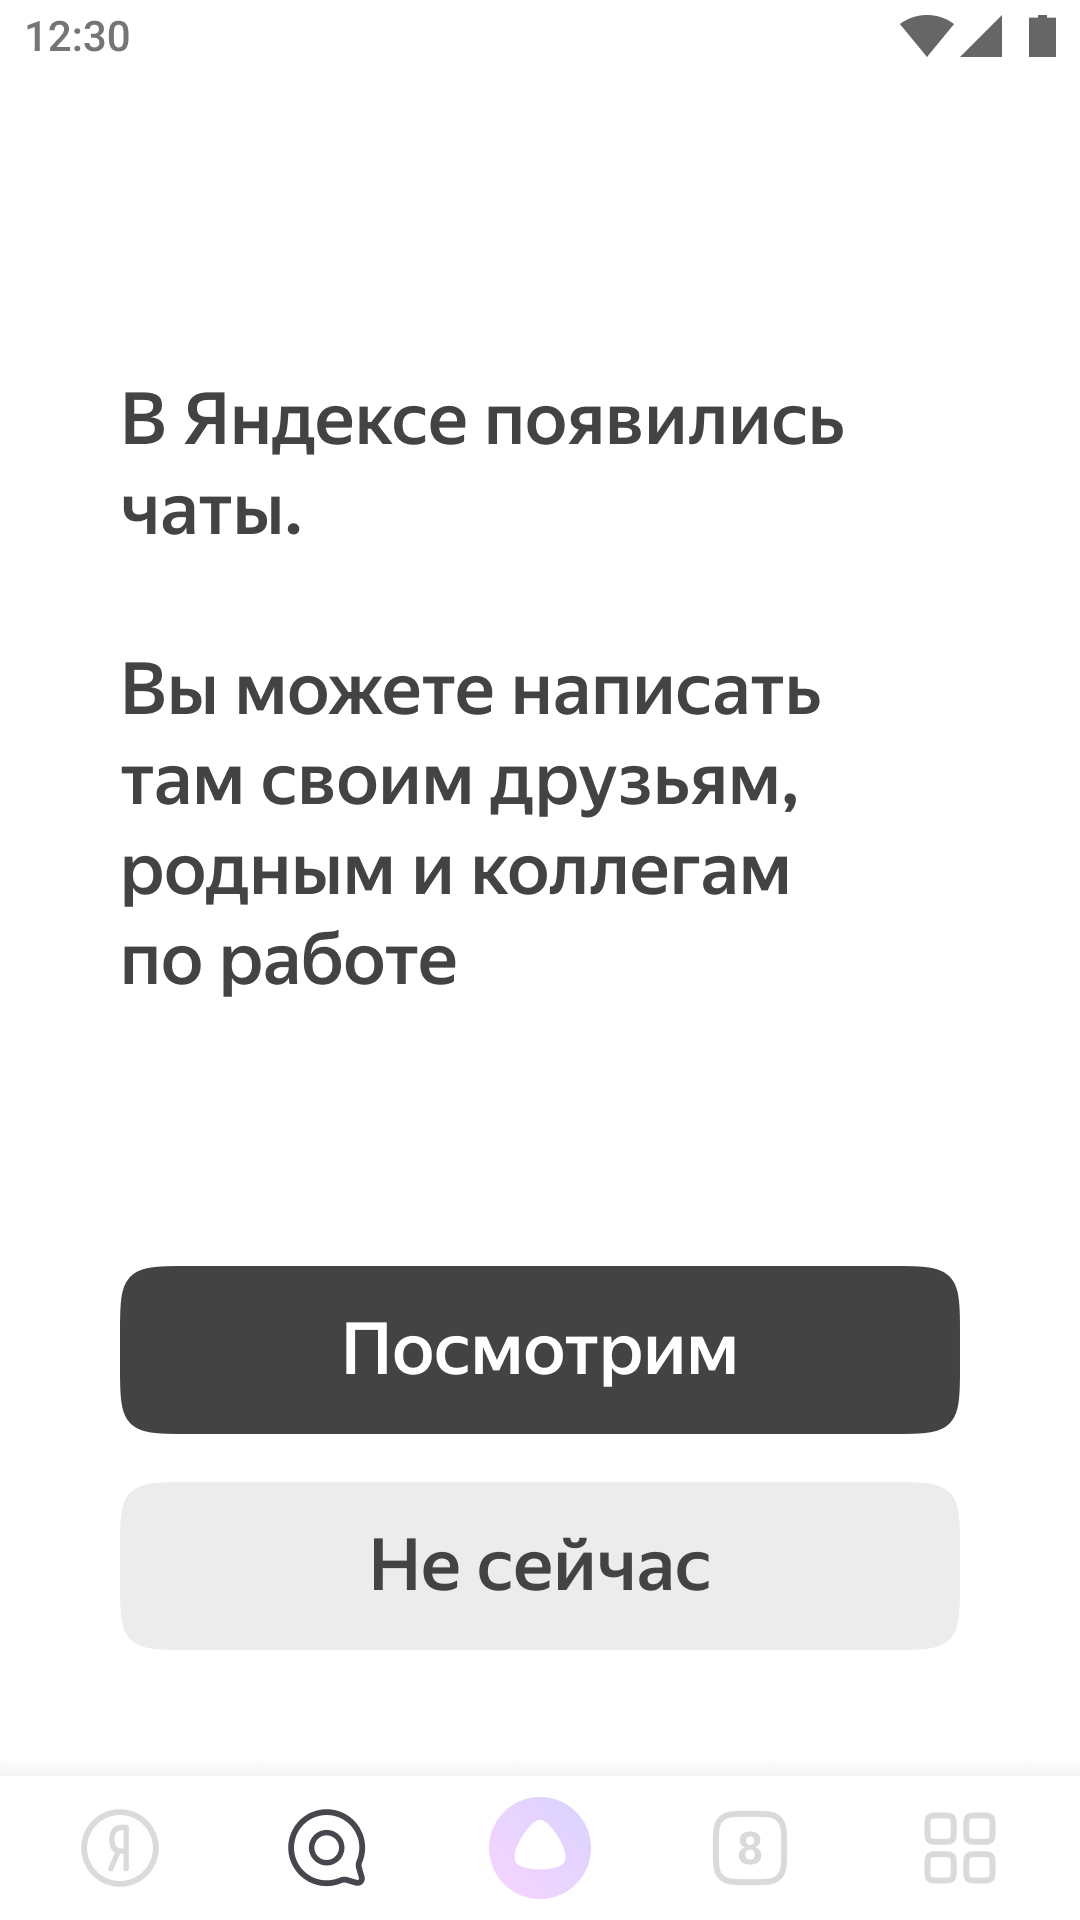 12:30
В Яндексе появились
чаты.
Вы можете написать
там своим друзьям,
родным и коллегам
по работе
Посмотрим
Не сейчас
Я
8